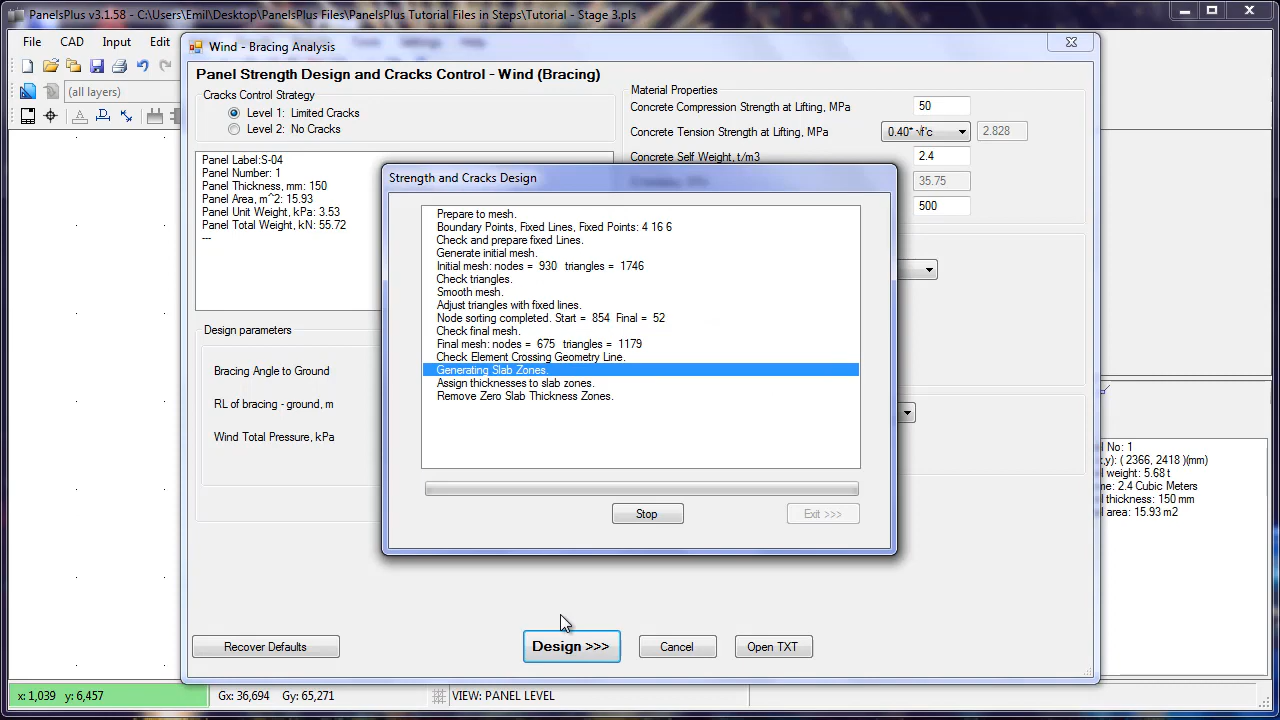 PanelsPlus v3.1.58 - C:\Users\Emil\Desktop\PanelsPlus Files\PanelsPlus Tutorial Files in Steps\Tutorial - Stage 3.pls
File CAD Input Edit
(all layers)
Wind - Bracing Analysis
Panel Strength Design and Cracks Control - Wind (Bracing)
Cracks Control Strategy
Level 1: Limited Cracks
Level 2: No Cracks
Material Properties
Concrete Compression Strength at Lifting, MPa 50
Concrete Tension Strength at Lifting, MPa 0.40* √f'c 2.828
Concrete Self Weight, t/m3 2.4
35.75
500
Panel Label:S-04
Panel Number: 1
Panel Thickness, mm: 150
Panel Area, m^2: 15.93
Panel Unit Weight, kPa: 3.53
Panel Total Weight, kN: 55.72
---
Design parameters
Bracing Angle to Ground
RL of bracing - ground, m
Wind Total Pressure, kPa
Strength and Cracks Design
Prepare to mesh.
Boundary Points, Fixed Lines, Fixed Points: 4 16 6
Check and prepare fixed Lines.
Generate initial mesh.
Initial mesh: nodes = 930 triangles = 1746
Check triangles.
Smooth mesh.
Adjust triangles with fixed lines.
Node sorting completed. Start = 854 Final = 52
Check final mesh.
Final mesh: nodes = 675 triangles = 1179
Check Element Crossing Geometry Line.
Generating Slab Zones.
Assign thicknesses to slab zones.
Remove Zero Slab Thickness Zones.
Stop
Exit >>>
Recover Defaults
Design >>>
Cancel
Open TXT
l No: 1
x,y): ( 2366, 2418 )(mm)
l weight: 5.68 t
me: 2.4 Cubic Meters
l thickness: 150 mm
l area: 15.93 m2
x: 1,039 y: 6,457
Gx: 36,694 Gy: 65,271
VIEW: PANEL LEVEL